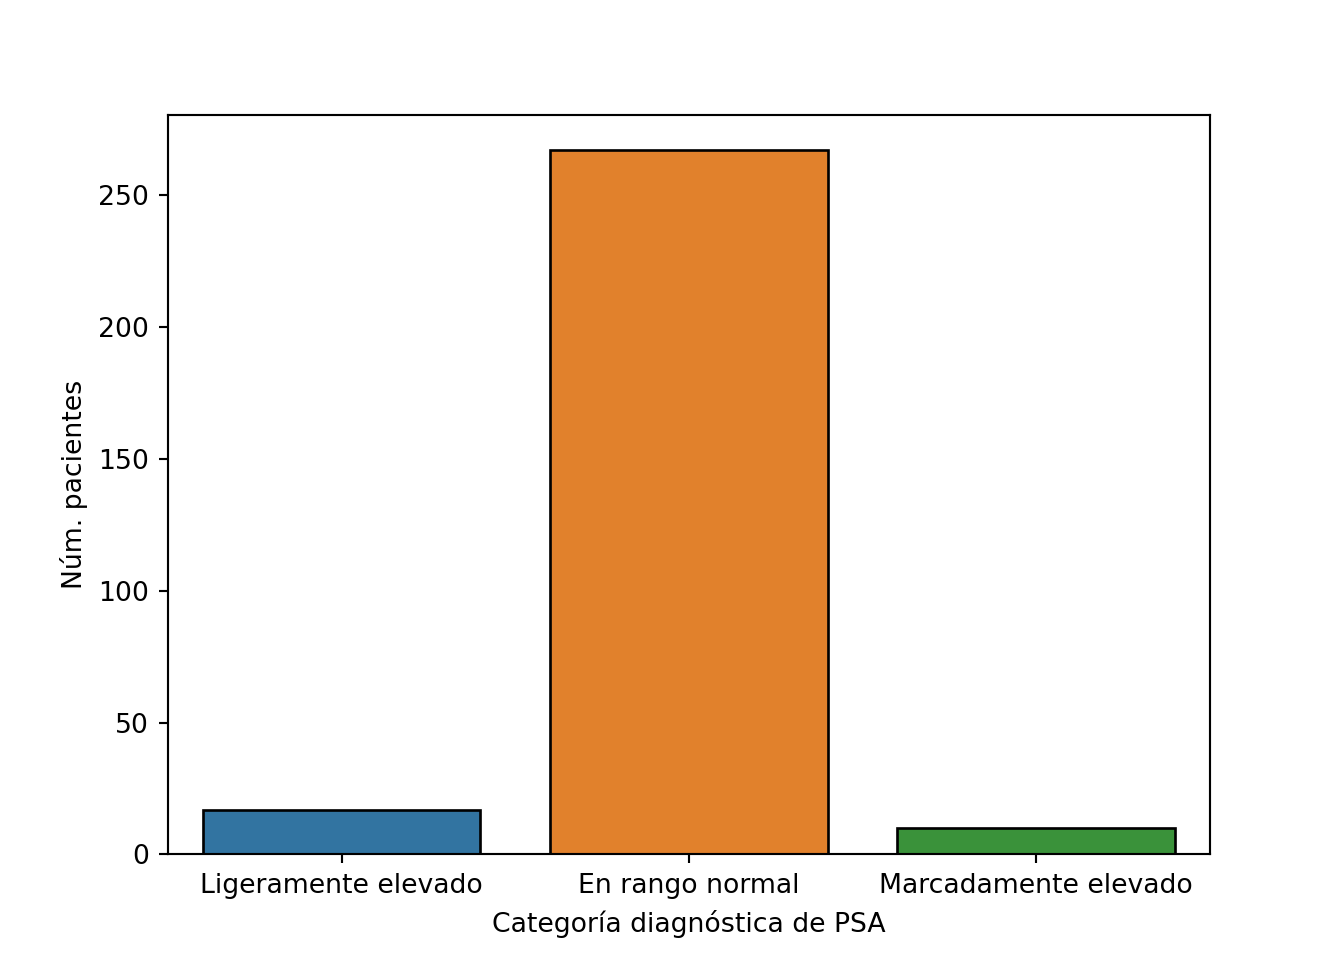 250
200
150
100
50
0
Núm. pacientes
Ligeramente elevado
En rango normal
Marcadamente elevado
Categoría diagnóstica de PSA